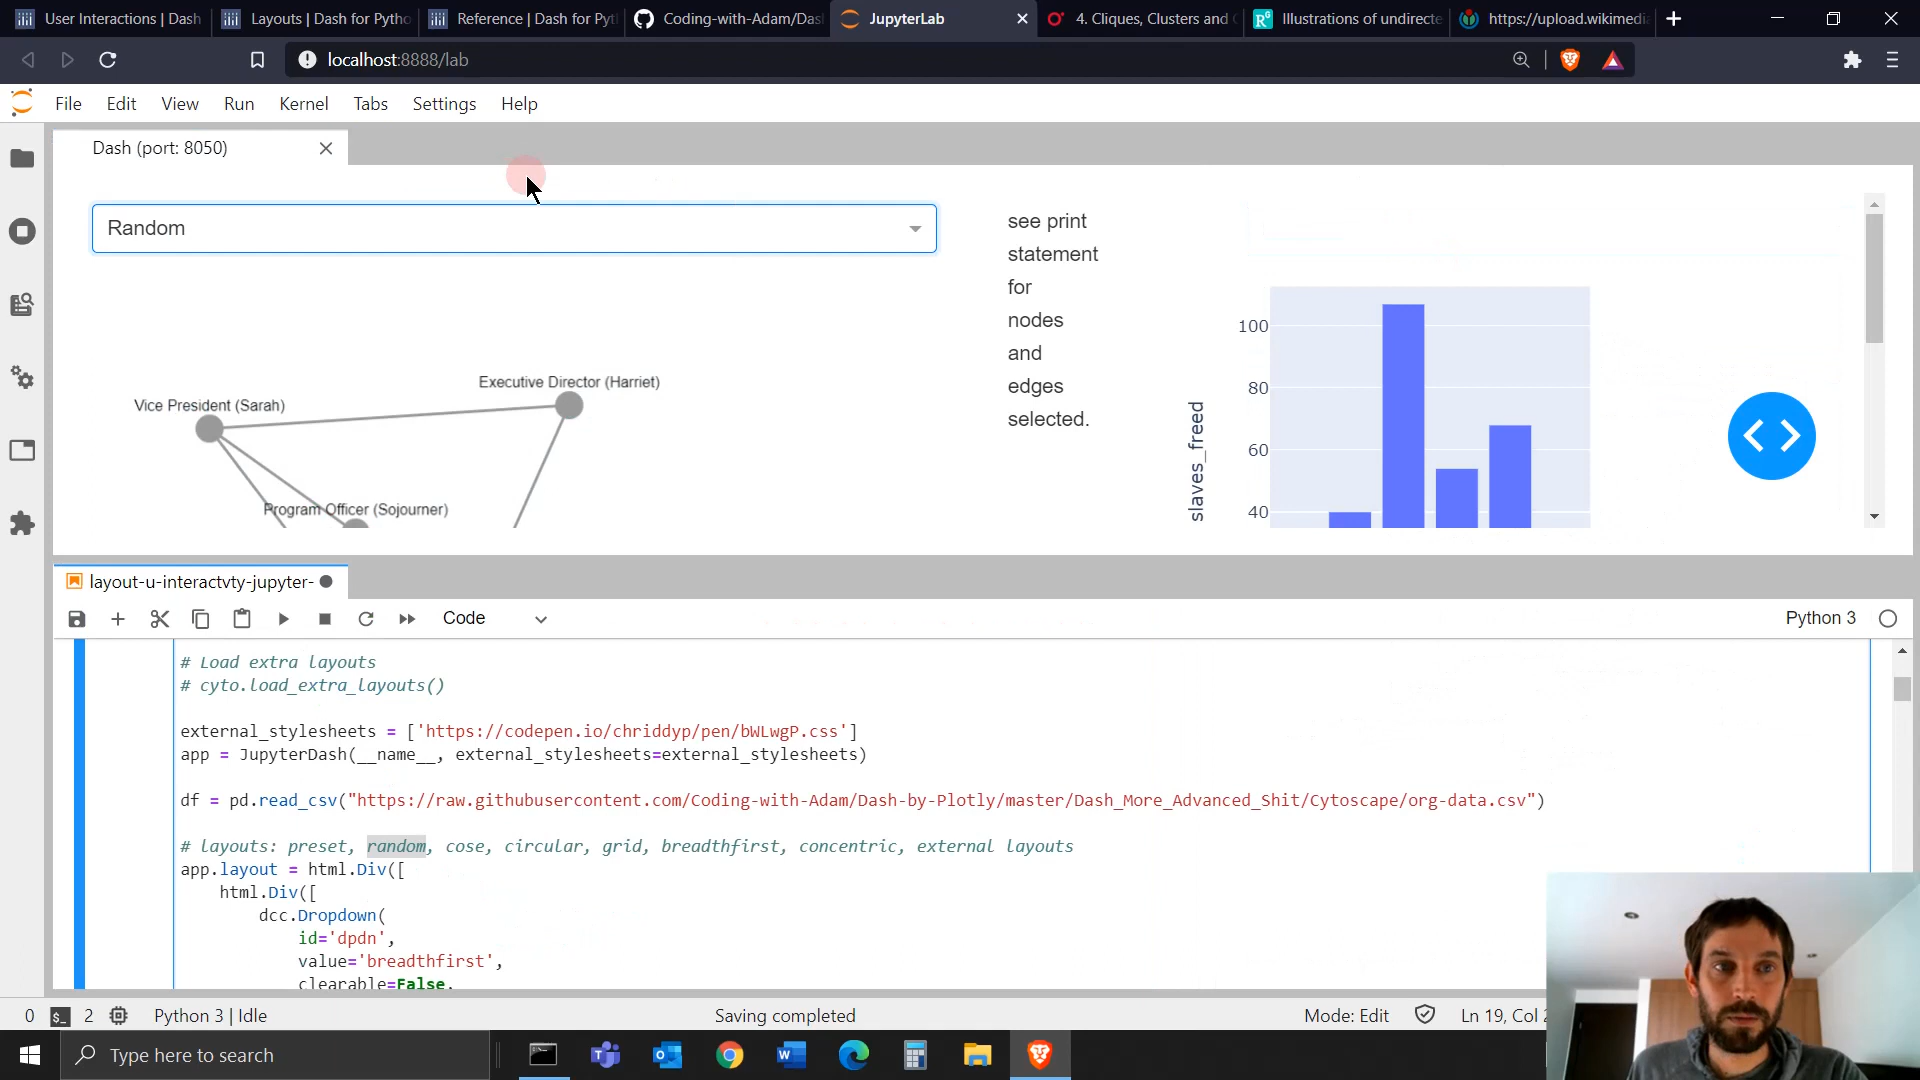 User Interactions | Dash
Layouts | Dash for Pytho
Reference | Dash for Pyt
Coding-with-Adam/Das
JupyterLab
4. Cliques, Clusters and C
Illustrations of undirecte
https://upload.wikimedi
localhost:8888/lab
File Edit View Run Kernel Tabs Settings Help
Dash (port: 8050)
Random
see print
statement
for
nodes
and
edges
selected.
Executive Director (Harriet)
Vice President (Sarah)
Program Officer (Sojourner)
100
80
60
40
slaves_freed
layout-u-interactvty-jupyter-
Code
Python 3
# Load extra layouts
# cyto.load_extra_layouts()
external_stylesheets = ['https://codepen.io/chriddyp/pen/bWLwgP.css']
app = JupyterDash(__name__, external_stylesheets=external_stylesheets)
df = pd.read_csv("https://raw.githubusercontent.com/Coding-with-Adam/Dash-by-Plotly/master/Dash_More_Advanced_Shit/Cytoscape/org-data.csv")
# layouts: preset, random, cose, circular, grid, breadthfirst, concentric, external layouts
app.layout = html.Div([
html.Div([
dcc.Dropdown(
id='dpdn',
value='breadthfirst',
clearable=False,
0 $_ 2 Python 3 | Idle
Saving completed
Mode: Edit
Ln 19, Col 2
Type here to search